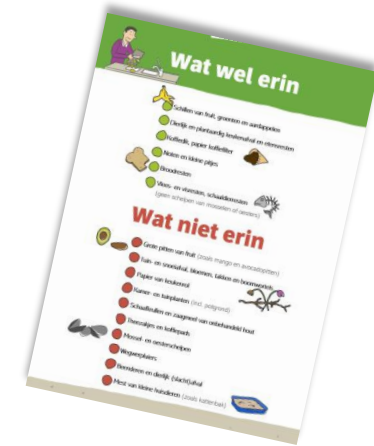 Wat wel erin
Schillen van fruit, groenten en aardappelen
Dierlijk en plantaardig keukenafval en etensresten
Koffiedik, papier koffiefilter
Noten en kleine pitjes
Broodresten
Vlees- en visresten, schaaldierresten
(geen schelpen van mosselen of oesters)
Wat niet erin
Grote pitten van fruit (zoals mango en avocadopitten)
Tuin- en snoeiafval, bloemen, takken en boomwortels
Papier van keukenrol
Kamer- en tuinplanten (incl. potgrond)
Schaafkrullen en zaagmeel van onbehandeld hout
Theezakjes en koffiepads
Mossel- en oesterschelpen
Wegwerpluiers
Beenderen en dierlijk (slacht)afval
Mest van kleine huisdieren (zoals kattenbak)